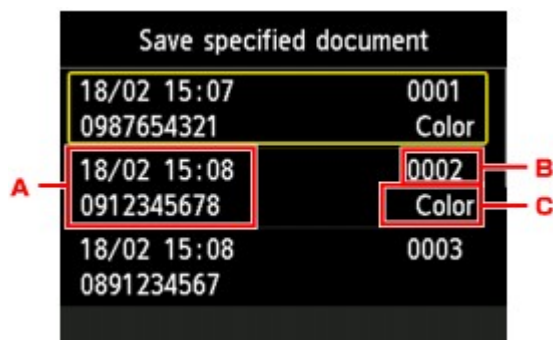 Save specified document
18/02 15:07 0001
0987654321 Color
A 18/02 15:08 0002 B
0912345678 Color C
18/02 15:08 0003
0891234567